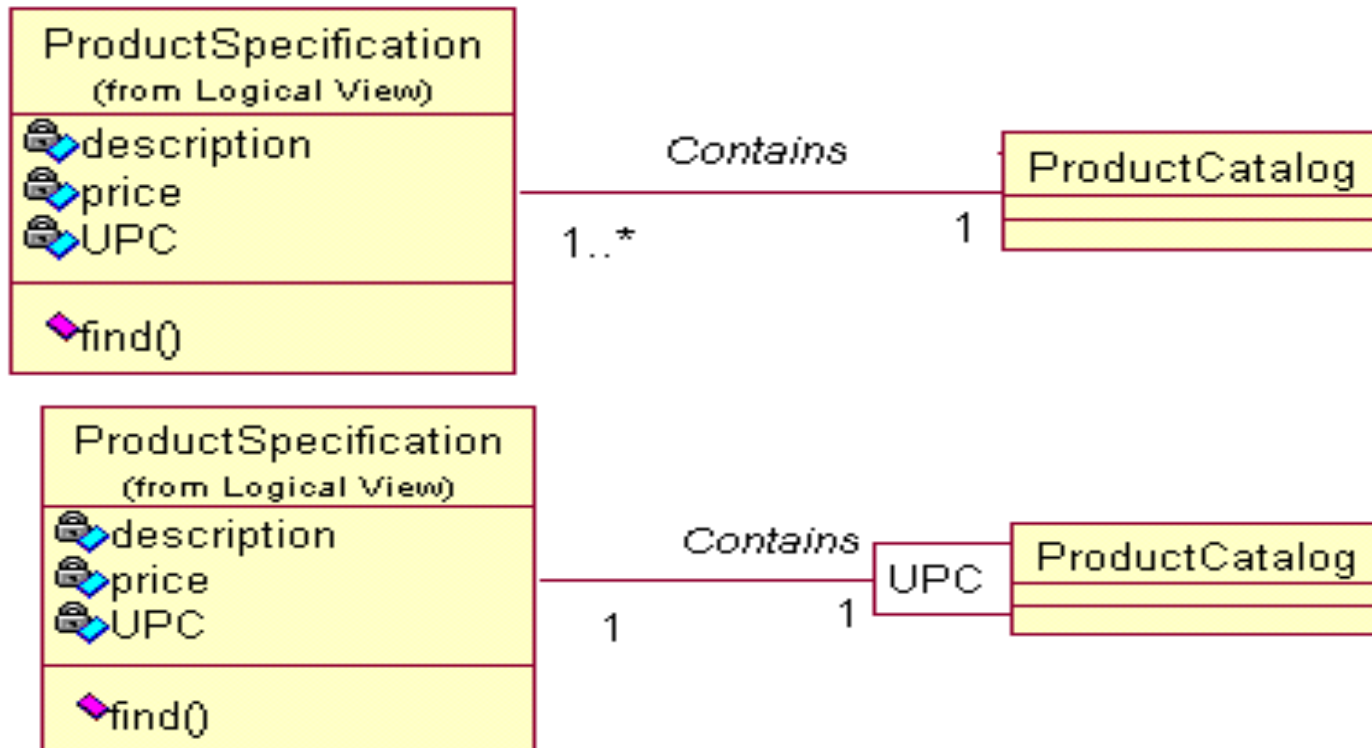 ProductSpecification
(from Logical View)
description
price
UPC
find()
Contains
1..*
1
ProductCatalog
ProductSpecification
(from Logical View)
description
price
UPC
find()
Contains
1
1
UPC
ProductCatalog